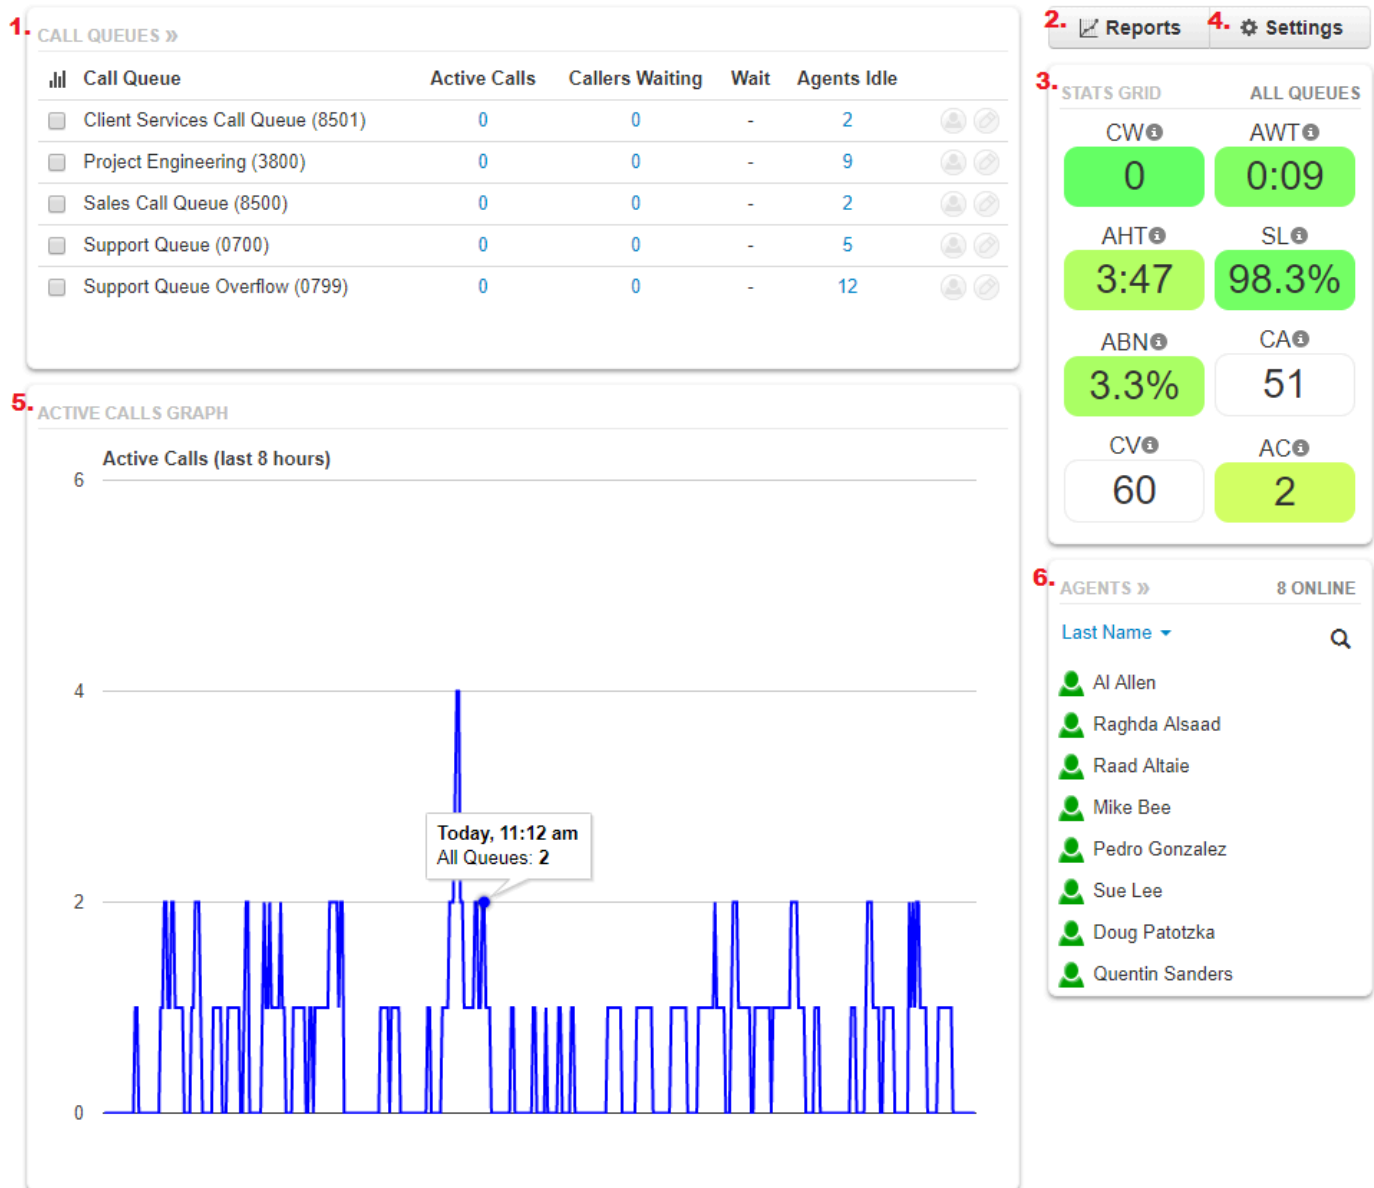 1. CALL QUEUES »
Call Queue Active Calls Callers Waiting Wait Agents Idle
Client Services Call Queue (8501) 0 0 - 2
Project Engineering (3800) 0 0 - 9
Sales Call Queue (8500) 0 0 - 2
Support Queue (0700) 0 0 - 5
Support Queue Overflow (0799) 0 0 - 12
2. Reports 4. Settings
3. STATS GRID ALL QUEUES
CW AWT
0 0:09
AHT SL
3:47 98.3%
ABN CA
3.3% 51
CV AC
60 2
5. ACTIVE CALLS GRAPH
Active Calls (last 8 hours)
6
4
Today, 11:12 am
All Queues: 2
2
0
6. AGENTS » 8 ONLINE
Last Name
Al Allen
Raghda Alsaad
Raad Altaie
Mike Bee
Pedro Gonzalez
Sue Lee
Doug Patotzka
Quentin Sanders